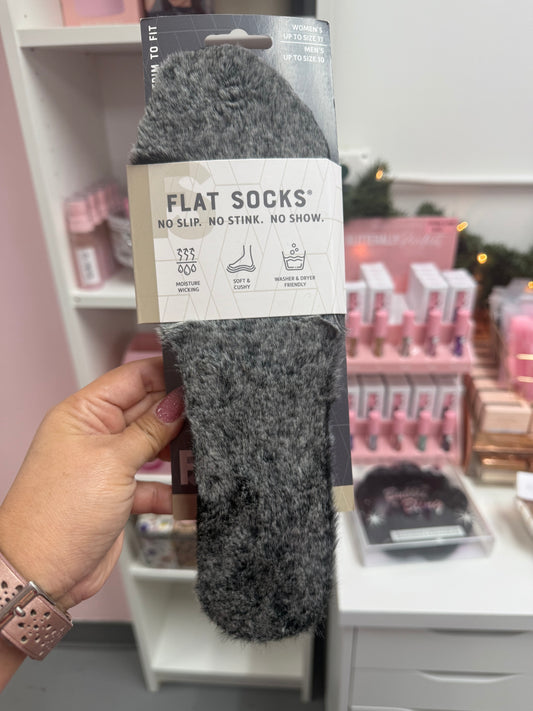 TRIM TO FIT
WOMEN'S
UP TO SIZE 11
MEN'S
UP TO SIZE 10
FLAT SOCKS®
NO SLIP. NO STINK. NO SHOW.
MOISTURE
WICKING
SOFT &
CUSHY
WASHER & DRYER
FRIENDLY